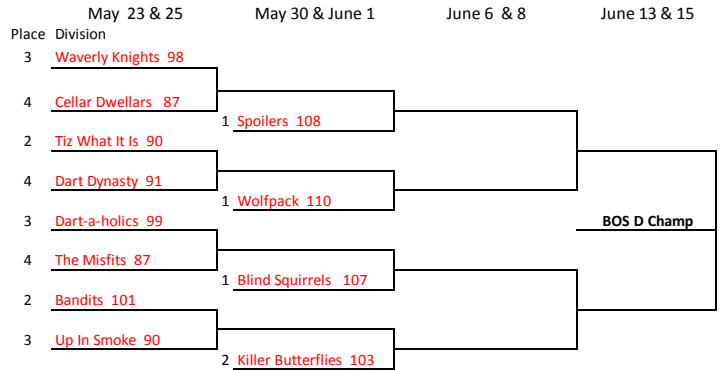 May 23 & 25 May 30 & June 1 June 6 & 8 June 13 & 15
Place Division
3 Waverly Knights 98
4 Cellar Dwellars 87
1 Spoilers 108
2 Tiz What It Is 90
4 Dart Dynasty 91
1 Wolfpack 110
3 Dart-a-holics 99
BOS D Champ
4 The Misfits 87
1 Blind Squirrels 107
2 Bandits 101
3 Up In Smoke 90
2 Killer Butterflies 103